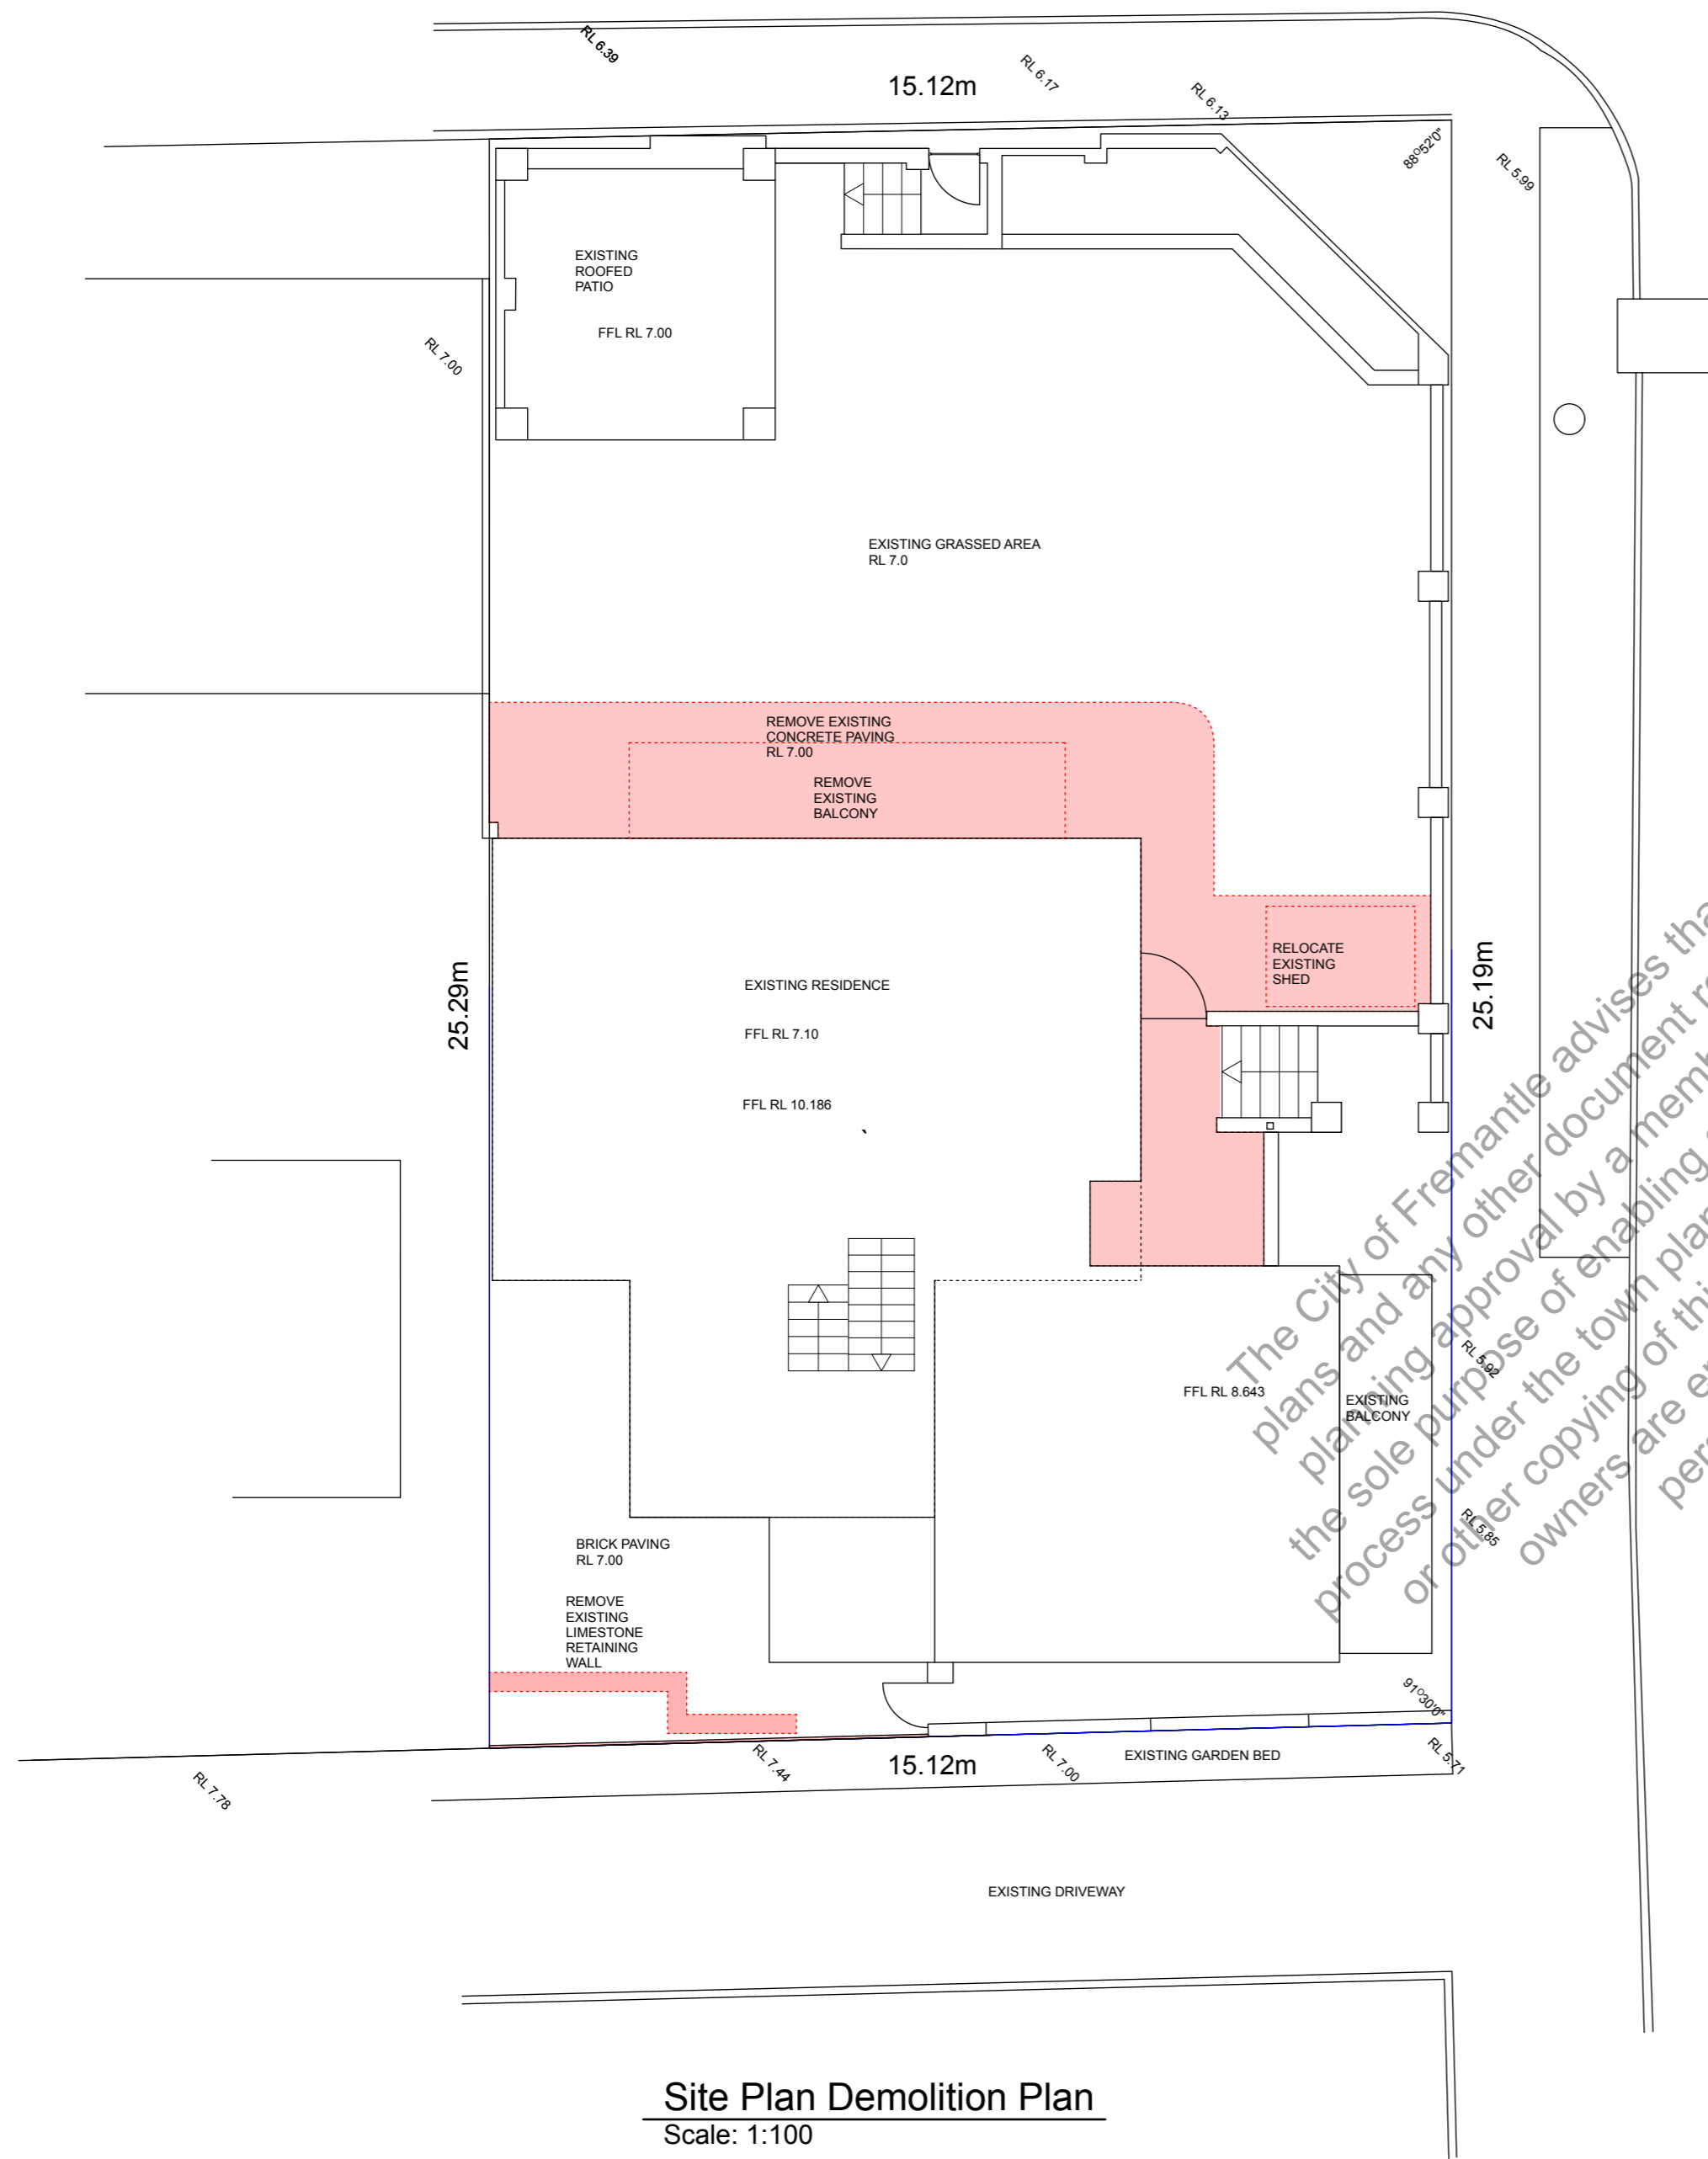 RL 6.39
15.12m
RL 6.17
RL 6.13
88°52'0"
RL 5.99
EXISTING
ROOFED
PATIO
FFL RL 7.00
RL 7.00
EXISTING GRASSED AREA
RL 7.0
REMOVE EXISTING
CONCRETE PAVING
RL 7.00
REMOVE
EXISTING
BALCONY
25.29m
EXISTING RESIDENCE
FFL RL 7.10
FFL RL 10.186
RELOCATE
EXISTING
SHED
25.19m
The City of Fremantle advises
plans and any other document
planning approval by a
the sole purpose of enabling
process under the town
or other copying of
owners are
FFL RL 8.643
EXISTING
BALCONY
RL 5.92
RL 5.85
BRICK PAVING
RL 7.00
REMOVE
EXISTING
LIMESTONE
RETAINING
WALL
91°30'0"
RL 7.78
RL 7.44
15.12m
RL 7.00
EXISTING GARDEN BED
RL 5.71
EXISTING DRIVEWAY
Site Plan Demolition Plan
Scale: 1:100